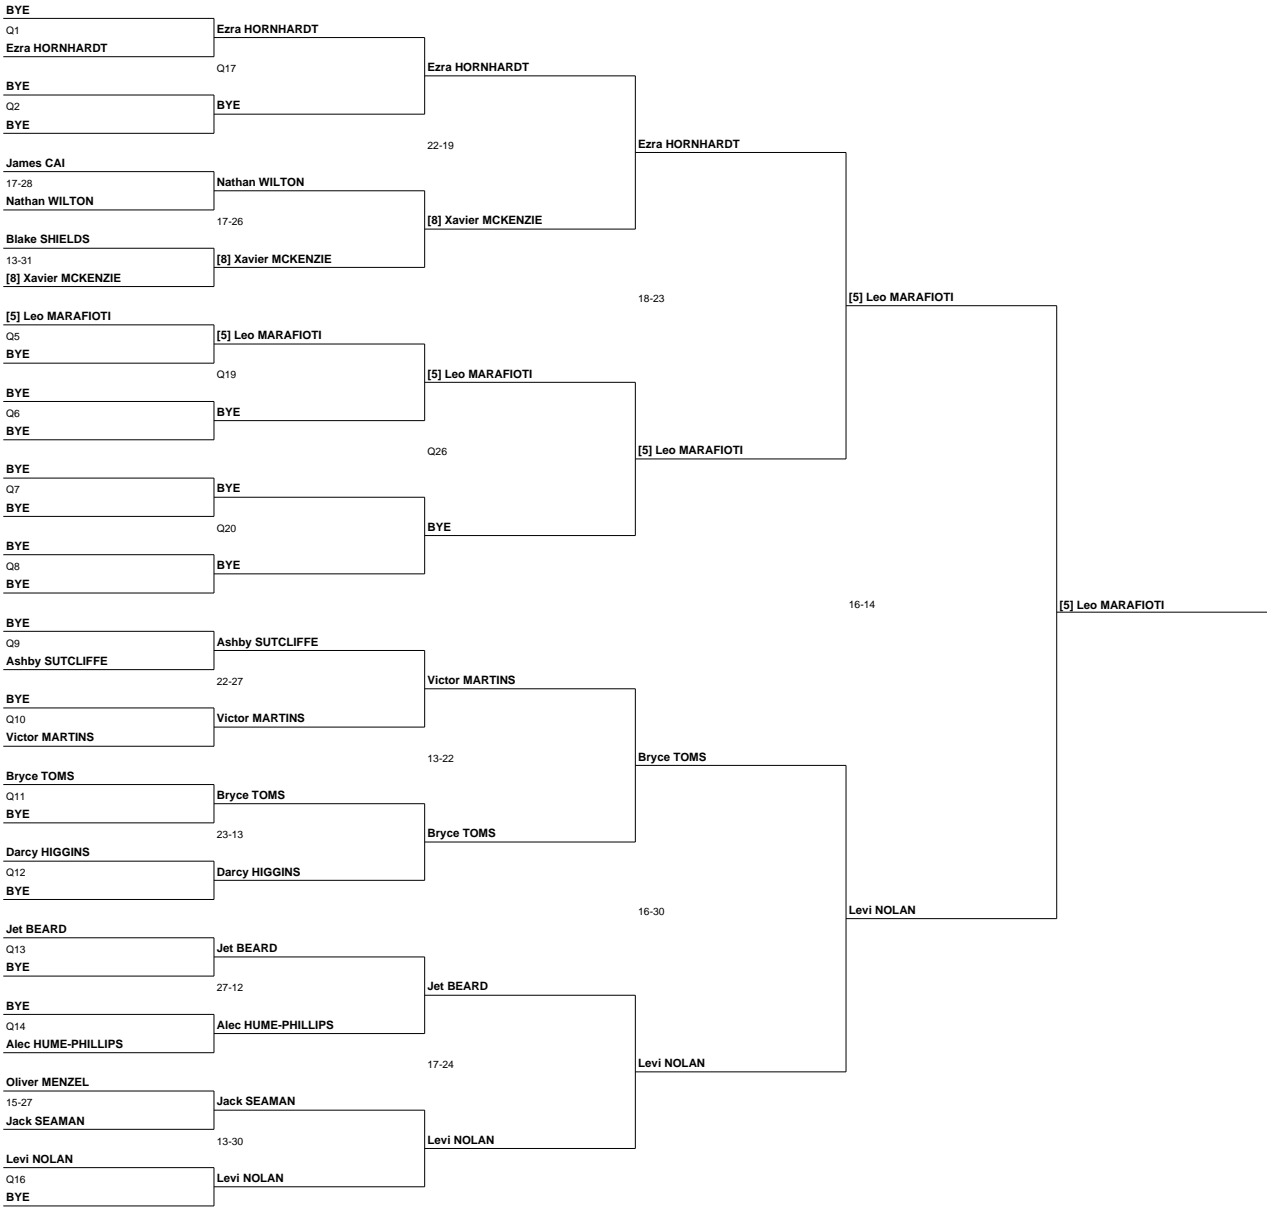 BYE
Q1
Ezra HORNHARDT
BYE
Q2
BYE
James CAI
17-28
Nathan WILTON
Blake SHIELDS
13-31
[8] Xavier MCKENZIE
[5] Leo MARAFIOTI
Q5
BYE
BYE
Q6
BYE
BYE
Q7
BYE
BYE
Q8
BYE
BYE
Q9
Ashby SUTCLIFFE
BYE
Q10
Victor MARTINS
Bryce TOMS
Q11
BYE
Darcy HIGGINS
Q12
BYE
Jet BEARD
Q13
BYE
BYE
Q14
Alec HUME-PHILLIPS
Oliver MENZEL
15-27
Jack SEAMAN
Levi NOLAN
Q16
BYE
Ezra HORNHARDT
Q17
BYE
Nathan WILTON
17-26
[8] Xavier MCKENZIE
[5] Leo MARAFIOTI
Q19
BYE
BYE
Q20
BYE
Ashby SUTCLIFFE
22-27
Victor MARTINS
Bryce TOMS
23-13
Darcy HIGGINS
Jet BEARD
27-12
Alec HUME-PHILLIPS
Jack SEAMAN
13-30
Levi NOLAN
Ezra HORNHARDT
22-19
[8] Xavier MCKENZIE
[5] Leo MARAFIOTI
Q26
BYE
Victor MARTINS
13-22
Bryce TOMS
Jet BEARD
17-24
Levi NOLAN
Ezra HORNHARDT
18-23
[5] Leo MARAFIOTI
Bryce TOMS
16-30
Levi NOLAN
[5] Leo MARAFIOTI
16-14
Levi NOLAN
[5] Leo MARAFIOTI